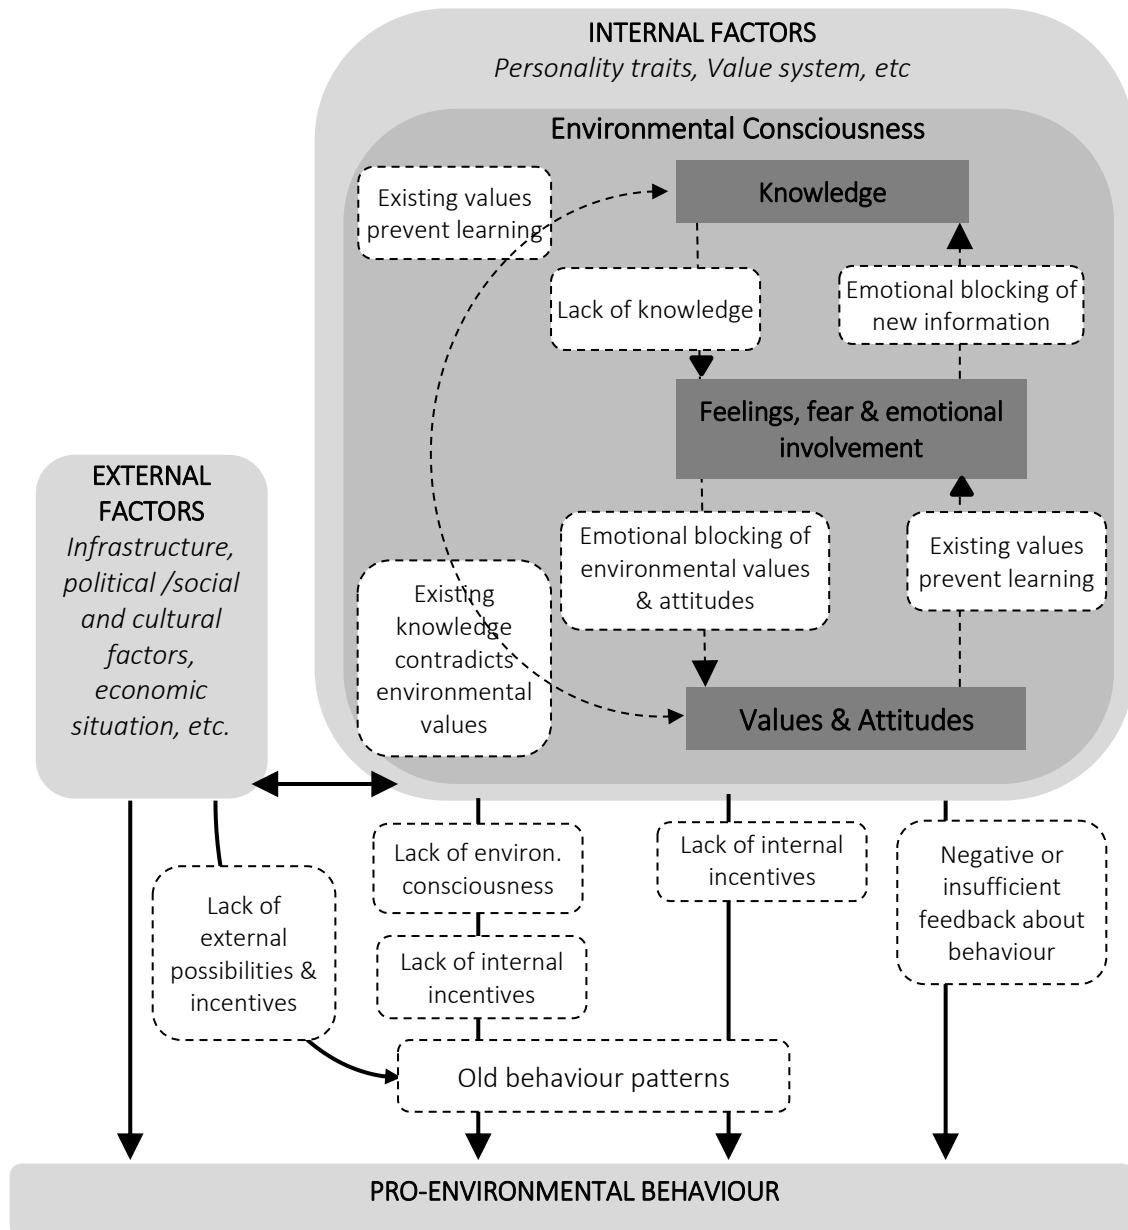 INTERNAL FACTORS
Personality traits, Value system, etc
Environmental Consciousness
Existing values
prevent learning
Knowledge
Lack of knowledge
Emotional blocking of
new information
Feelings, fear & emotional
involvement
EXTERNAL
FACTORS
Infrastructure,
political /social
and cultural
factors,
economic
situation, etc.
Existing
knowledge
contradicts
environmental
values
Emotional blocking of
environmental values
& attitudes
Existing values
prevent learning
Values & Attitudes
Lack of
external
possibilities &
incentives
Lack of environ.
consciousness
Lack of internal
incentives
Lack of internal
incentives
Negative or
insufficient
feedback about
behaviour
Old behaviour patterns
PRO-ENVIRONMENTAL BEHAVIOUR